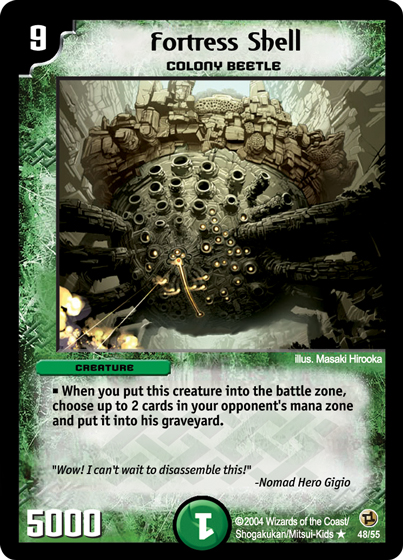 9
Fortress Shell
COLONY BEETLE
illus. Masaki Hirooka
CREATURE
▪ When you put this creature into the battle zone,
choose up to 2 cards in your opponent's mana zone
and put it into his graveyard.
"Wow! I can't wait to disassemble this!"
-Nomad Hero Gigio
5000
1
©2004 Wizards of the Coast/
Shogakukan/Mitsui-Kids ★ 48/55